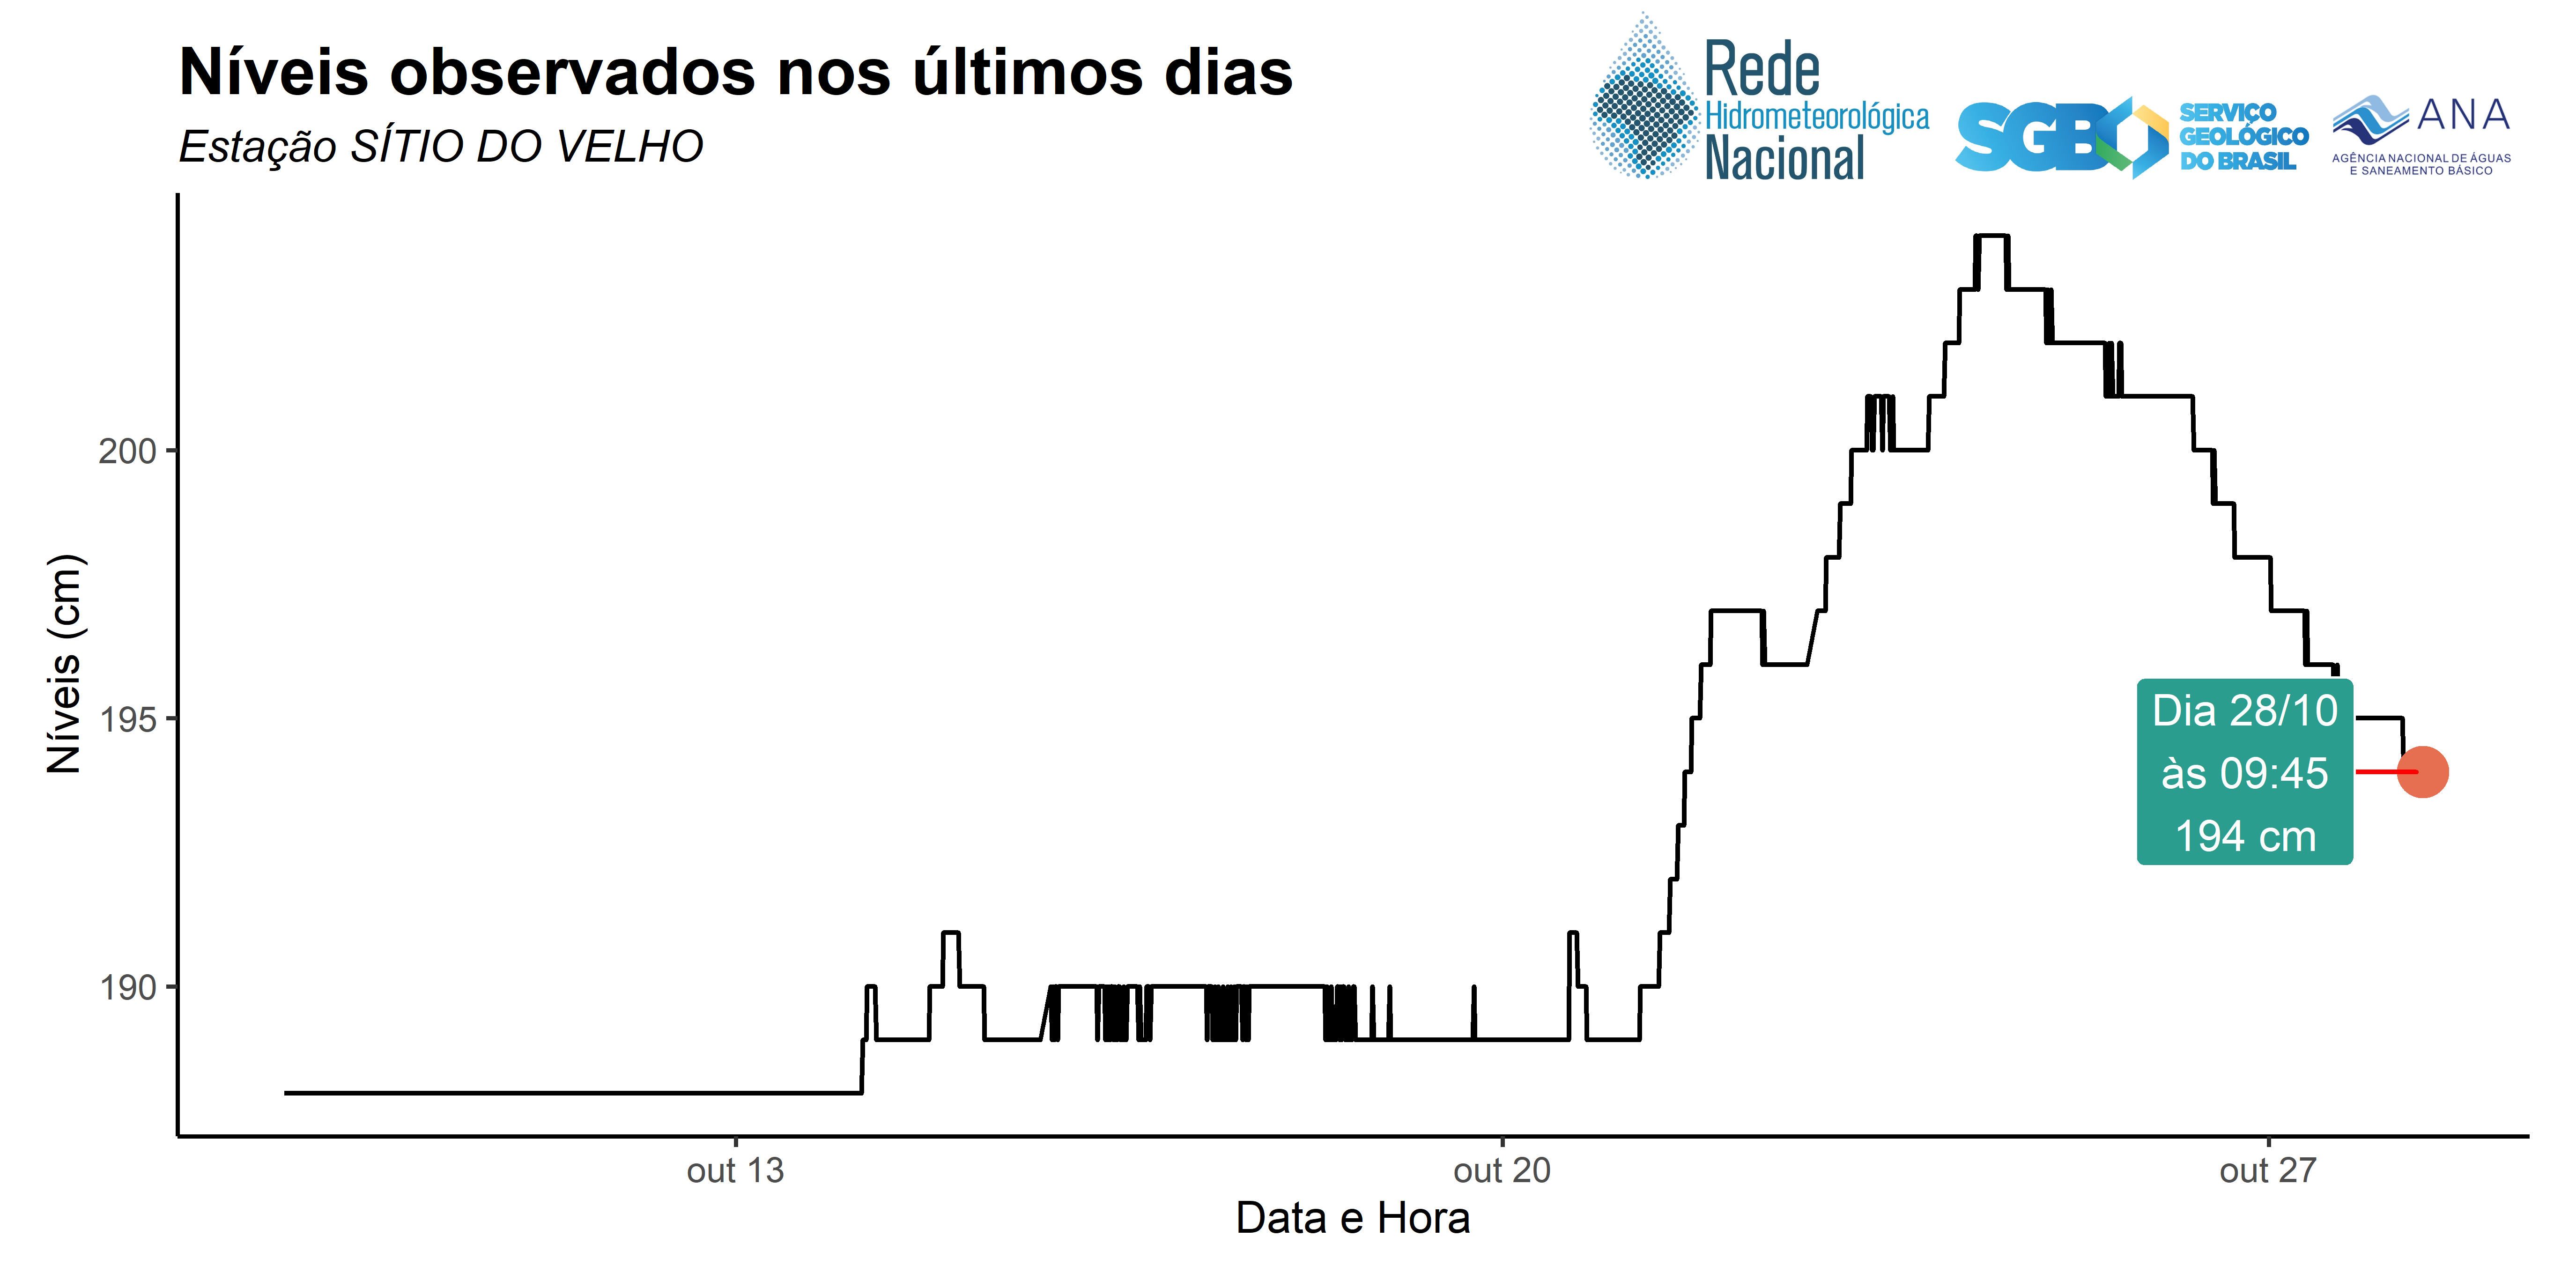 Níveis observados nos últimos dias
Estação SÍTIO DO VELHO
Rede
Hidrometeorológica
Nacional
SGB
SERVIÇO
GEOLÓGICO
DO BRASIL
ANA
AGÊNCIA NACIONAL DE ÁGUAS
E SANEAMENTO BÁSICO
Níveis (cm)
200
195
190
Dia 28/10
às 09:45
194 cm
out 13
out 20
out 27
Data e Hora